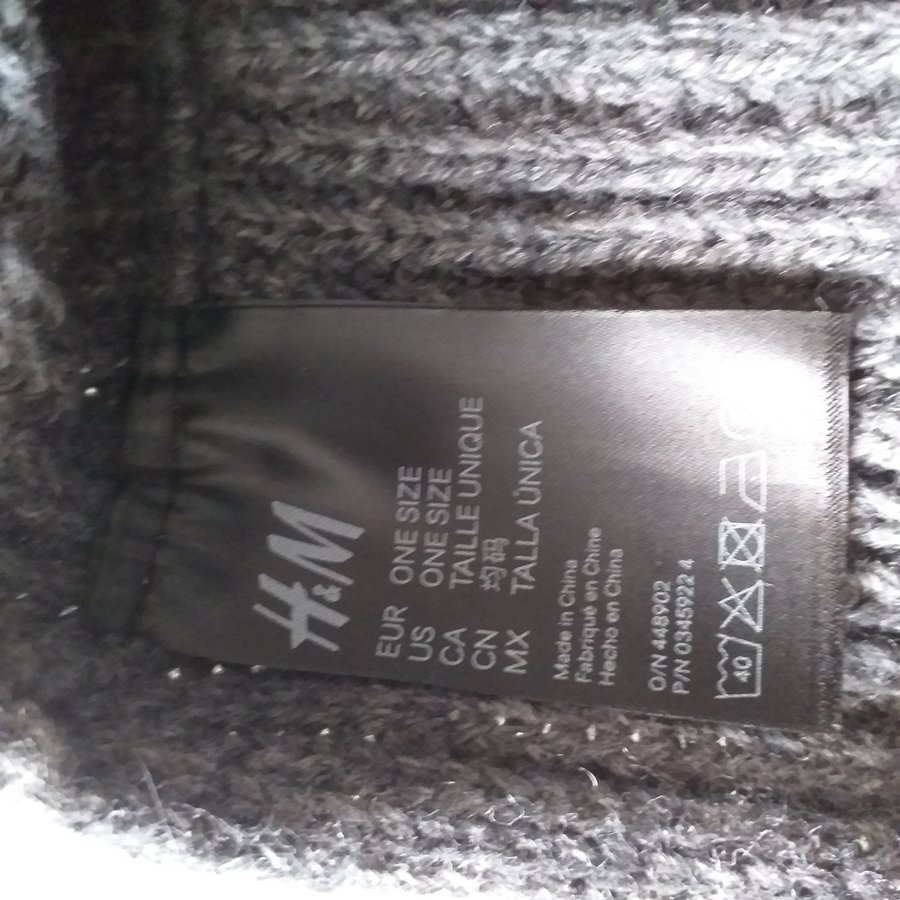 H&M
EUR ONE SIZE
US ONE SIZE
CA TAILLE UNIQUE
CN 均码
MX TALLA ÚNICA
Made in China
Fabriqué en Chine
Hecho en China
O/N 448902
P/N 0345922 4
40